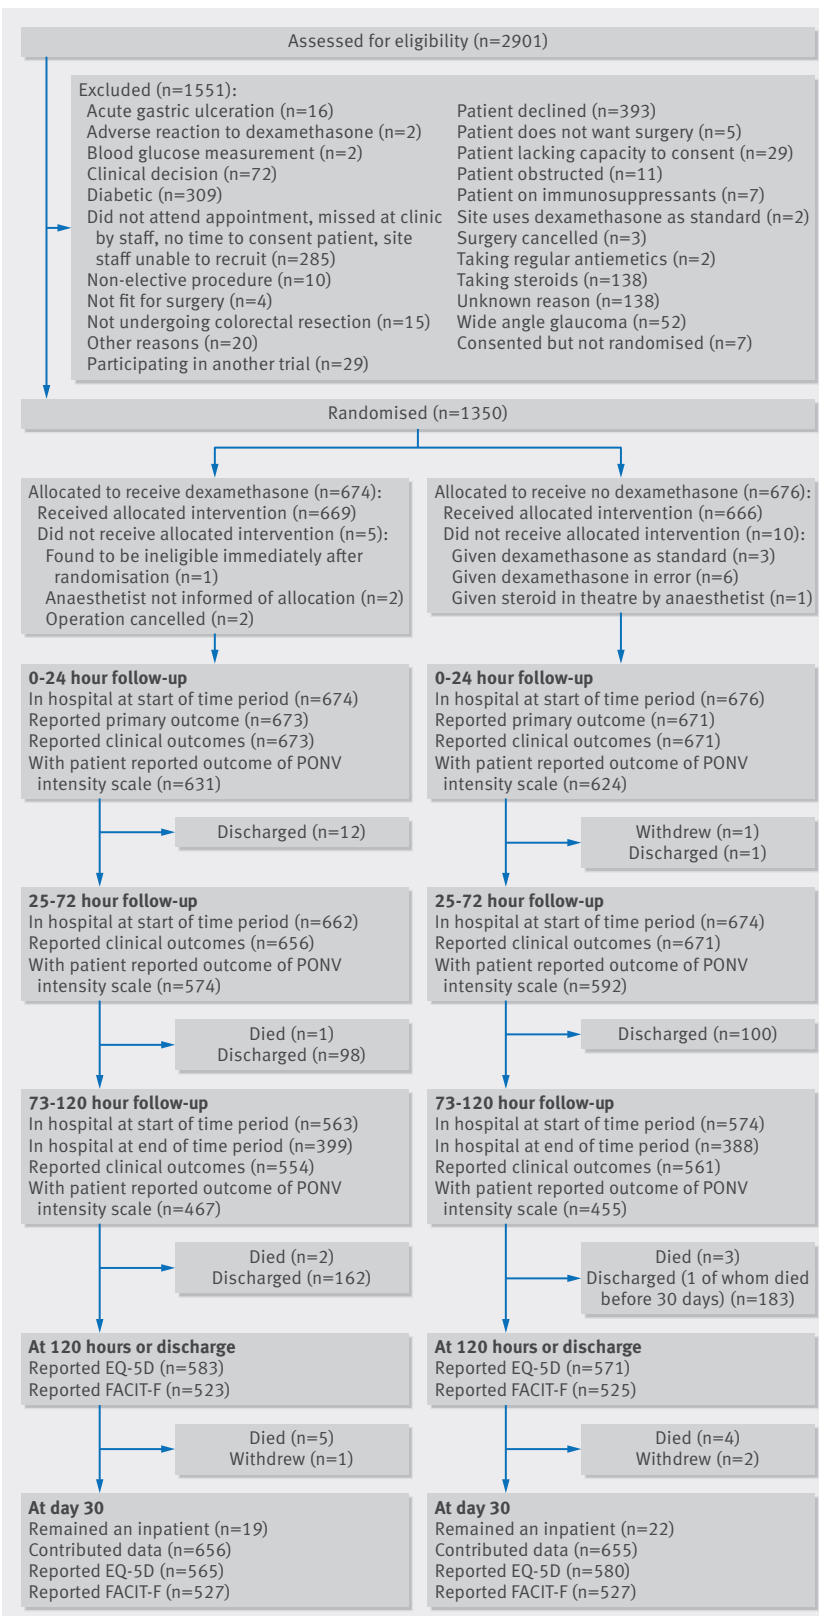 Assessed for eligibility (n=2901)
Excluded (n=1551):
Acute gastric ulceration (n=16)
Adverse reaction to dexamethasone (n=2)
Blood glucose measurement (n=2)
Clinical decision (n=72)
Diabetic (n=309)
Did not attend appointment, missed at clinic
by staff, no time to consent patient, site
staff unable to recruit (n=285)
Non-elective procedure (n=10)
Not fit for surgery (n=4)
Not undergoing colorectal resection (n=15)
Other reasons (n=20)
Participating in another trial (n=29)
Patient declined (n=393)
Patient does not want surgery (n=5)
Patient lacking capacity to consent (n=29)
Patient obstructed (n=11)
Patient on immunosuppressants (n=7)
Site uses dexamethasone as standard (n=2)
Surgery cancelled (n=3)
Taking regular antiemetics (n=2)
Taking steroids (n=138)
Unknown reason (n=138)
Wide angle glaucoma (n=52)
Consented but not randomised (n=7)
Randomised (n=1350)
Allocated to receive dexamethasone (n=674):
Received allocated intervention (n=669)
Did not receive allocated intervention (n=5):
Found to be ineligible immediately after
randomisation (n=1)
Anaesthetist not informed of allocation (n=2)
Operation cancelled (n=2)
Allocated to receive no dexamethasone (n=676):
Received allocated intervention (n=666)
Did not receive allocated intervention (n=10):
Given dexamethasone as standard (n=3)
Given dexamethasone in error (n=6)
Given steroid in theatre by anaesthetist (n=1)
0-24 hour follow-up
In hospital at start of time period (n=674)
Reported primary outcome (n=673)
Reported clinical outcomes (n=673)
With patient reported outcome of PONV
intensity scale (n=631)
0-24 hour follow-up
In hospital at start of time period (n=676)
Reported primary outcome (n=671)
Reported clinical outcomes (n=671)
With patient reported outcome of PONV
intensity scale (n=624)
Discharged (n=12)
Withdrew (n=1)
Discharged (n=1)
25-72 hour follow-up
In hospital at start of time period (n=662)
Reported clinical outcomes (n=656)
With patient reported outcome of PONV
intensity scale (n=574)
25-72 hour follow-up
In hospital at start of time period (n=674)
Reported clinical outcomes (n=671)
With patient reported outcome of PONV
intensity scale (n=592)
Died (n=1)
Discharged (n=98)
Discharged (n=100)
73-120 hour follow-up
In hospital at start of time period (n=563)
In hospital at end of time period (n=399)
Reported clinical outcomes (n=554)
With patient reported outcome of PONV
intensity scale (n=467)
73-120 hour follow-up
In hospital at start of time period (n=574)
In hospital at end of time period (n=388)
Reported clinical outcomes (n=561)
With patient reported outcome of PONV
intensity scale (n=455)
Died (n=2)
Discharged (n=162)
Died (n=3)
Discharged (1 of whom died
before 30 days) (n=183)
At 120 hours or discharge
Reported EQ-5D (n=583)
Reported FACIT-F (n=523)
At 120 hours or discharge
Reported EQ-5D (n=571)
Reported FACIT-F (n=525)
Died (n=5)
Withdrew (n=1)
Died (n=4)
Withdrew (n=2)
At day 30
Remained an inpatient (n=19)
Contributed data (n=656)
Reported EQ-5D (n=565)
Reported FACIT-F (n=527)
At day 30
Remained an inpatient (n=22)
Contributed data (n=655)
Reported EQ-5D (n=580)
Reported FACIT-F (n=527)